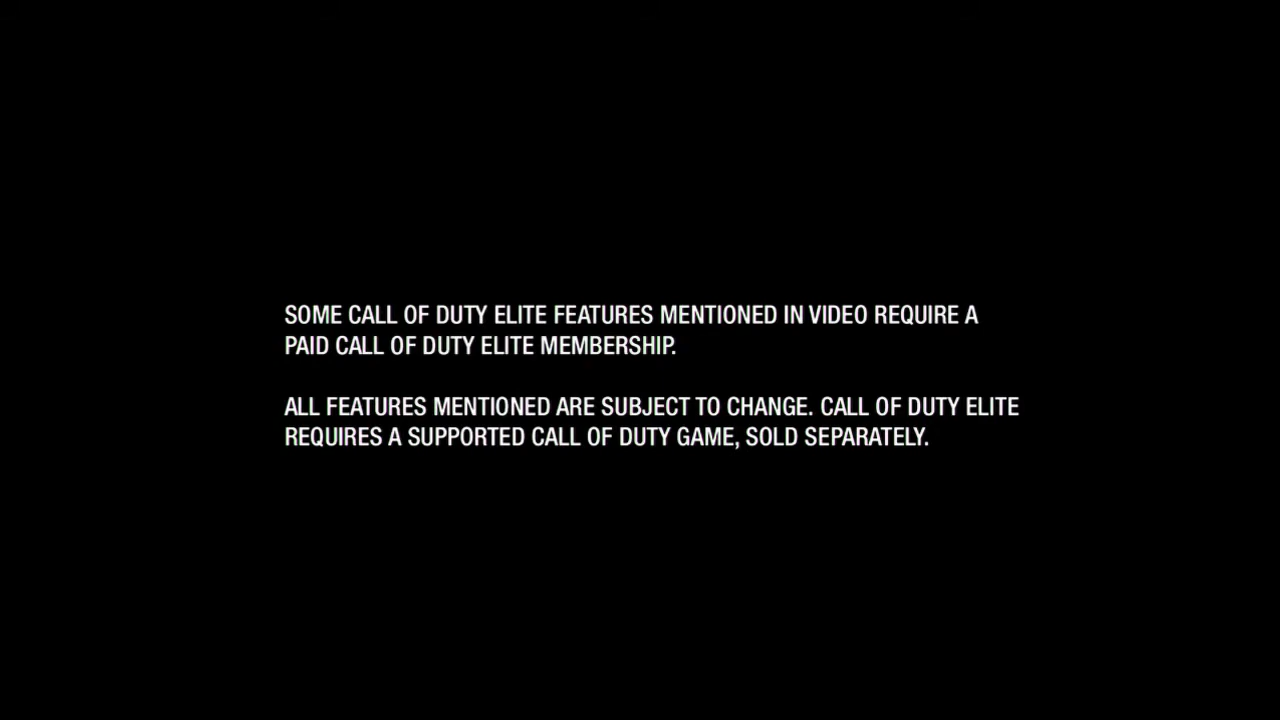 SOME CALL OF DUTY ELITE FEATURES MENTIONED IN VIDEO REQUIRE A
PAID CALL OF DUTY ELITE MEMBERSHIP.
ALL FEATURES MENTIONED ARE SUBJECT TO CHANGE. CALL OF DUTY ELITE
REQUIRES A SUPPORTED CALL OF DUTY GAME, SOLD SEPARATELY.